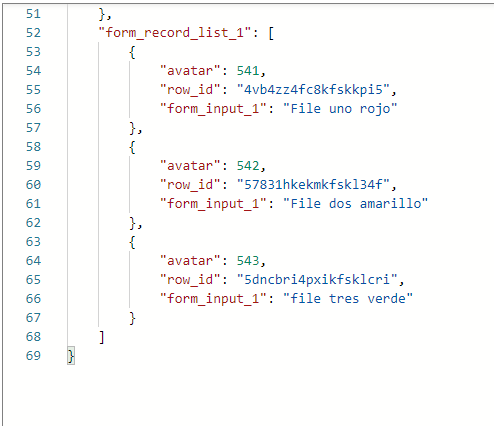 51 },
52 "form_record_list_1": [
53 {
54 "avatar": 541,
55 "row_id": "4vb4zz4fc8kfskkpi5",
56 "form_input_1": "File uno rojo"
57 },
58 {
59 "avatar": 542,
60 "row_id": "57831hkekmkfskl34f",
61 "form_input_1": "File dos amarillo"
62 },
63 {
64 "avatar": 543,
65 "row_id": "5dncbri4pxikfsklcri",
66 "form_input_1": "file tres verde"
67 }
68 ]
69 }